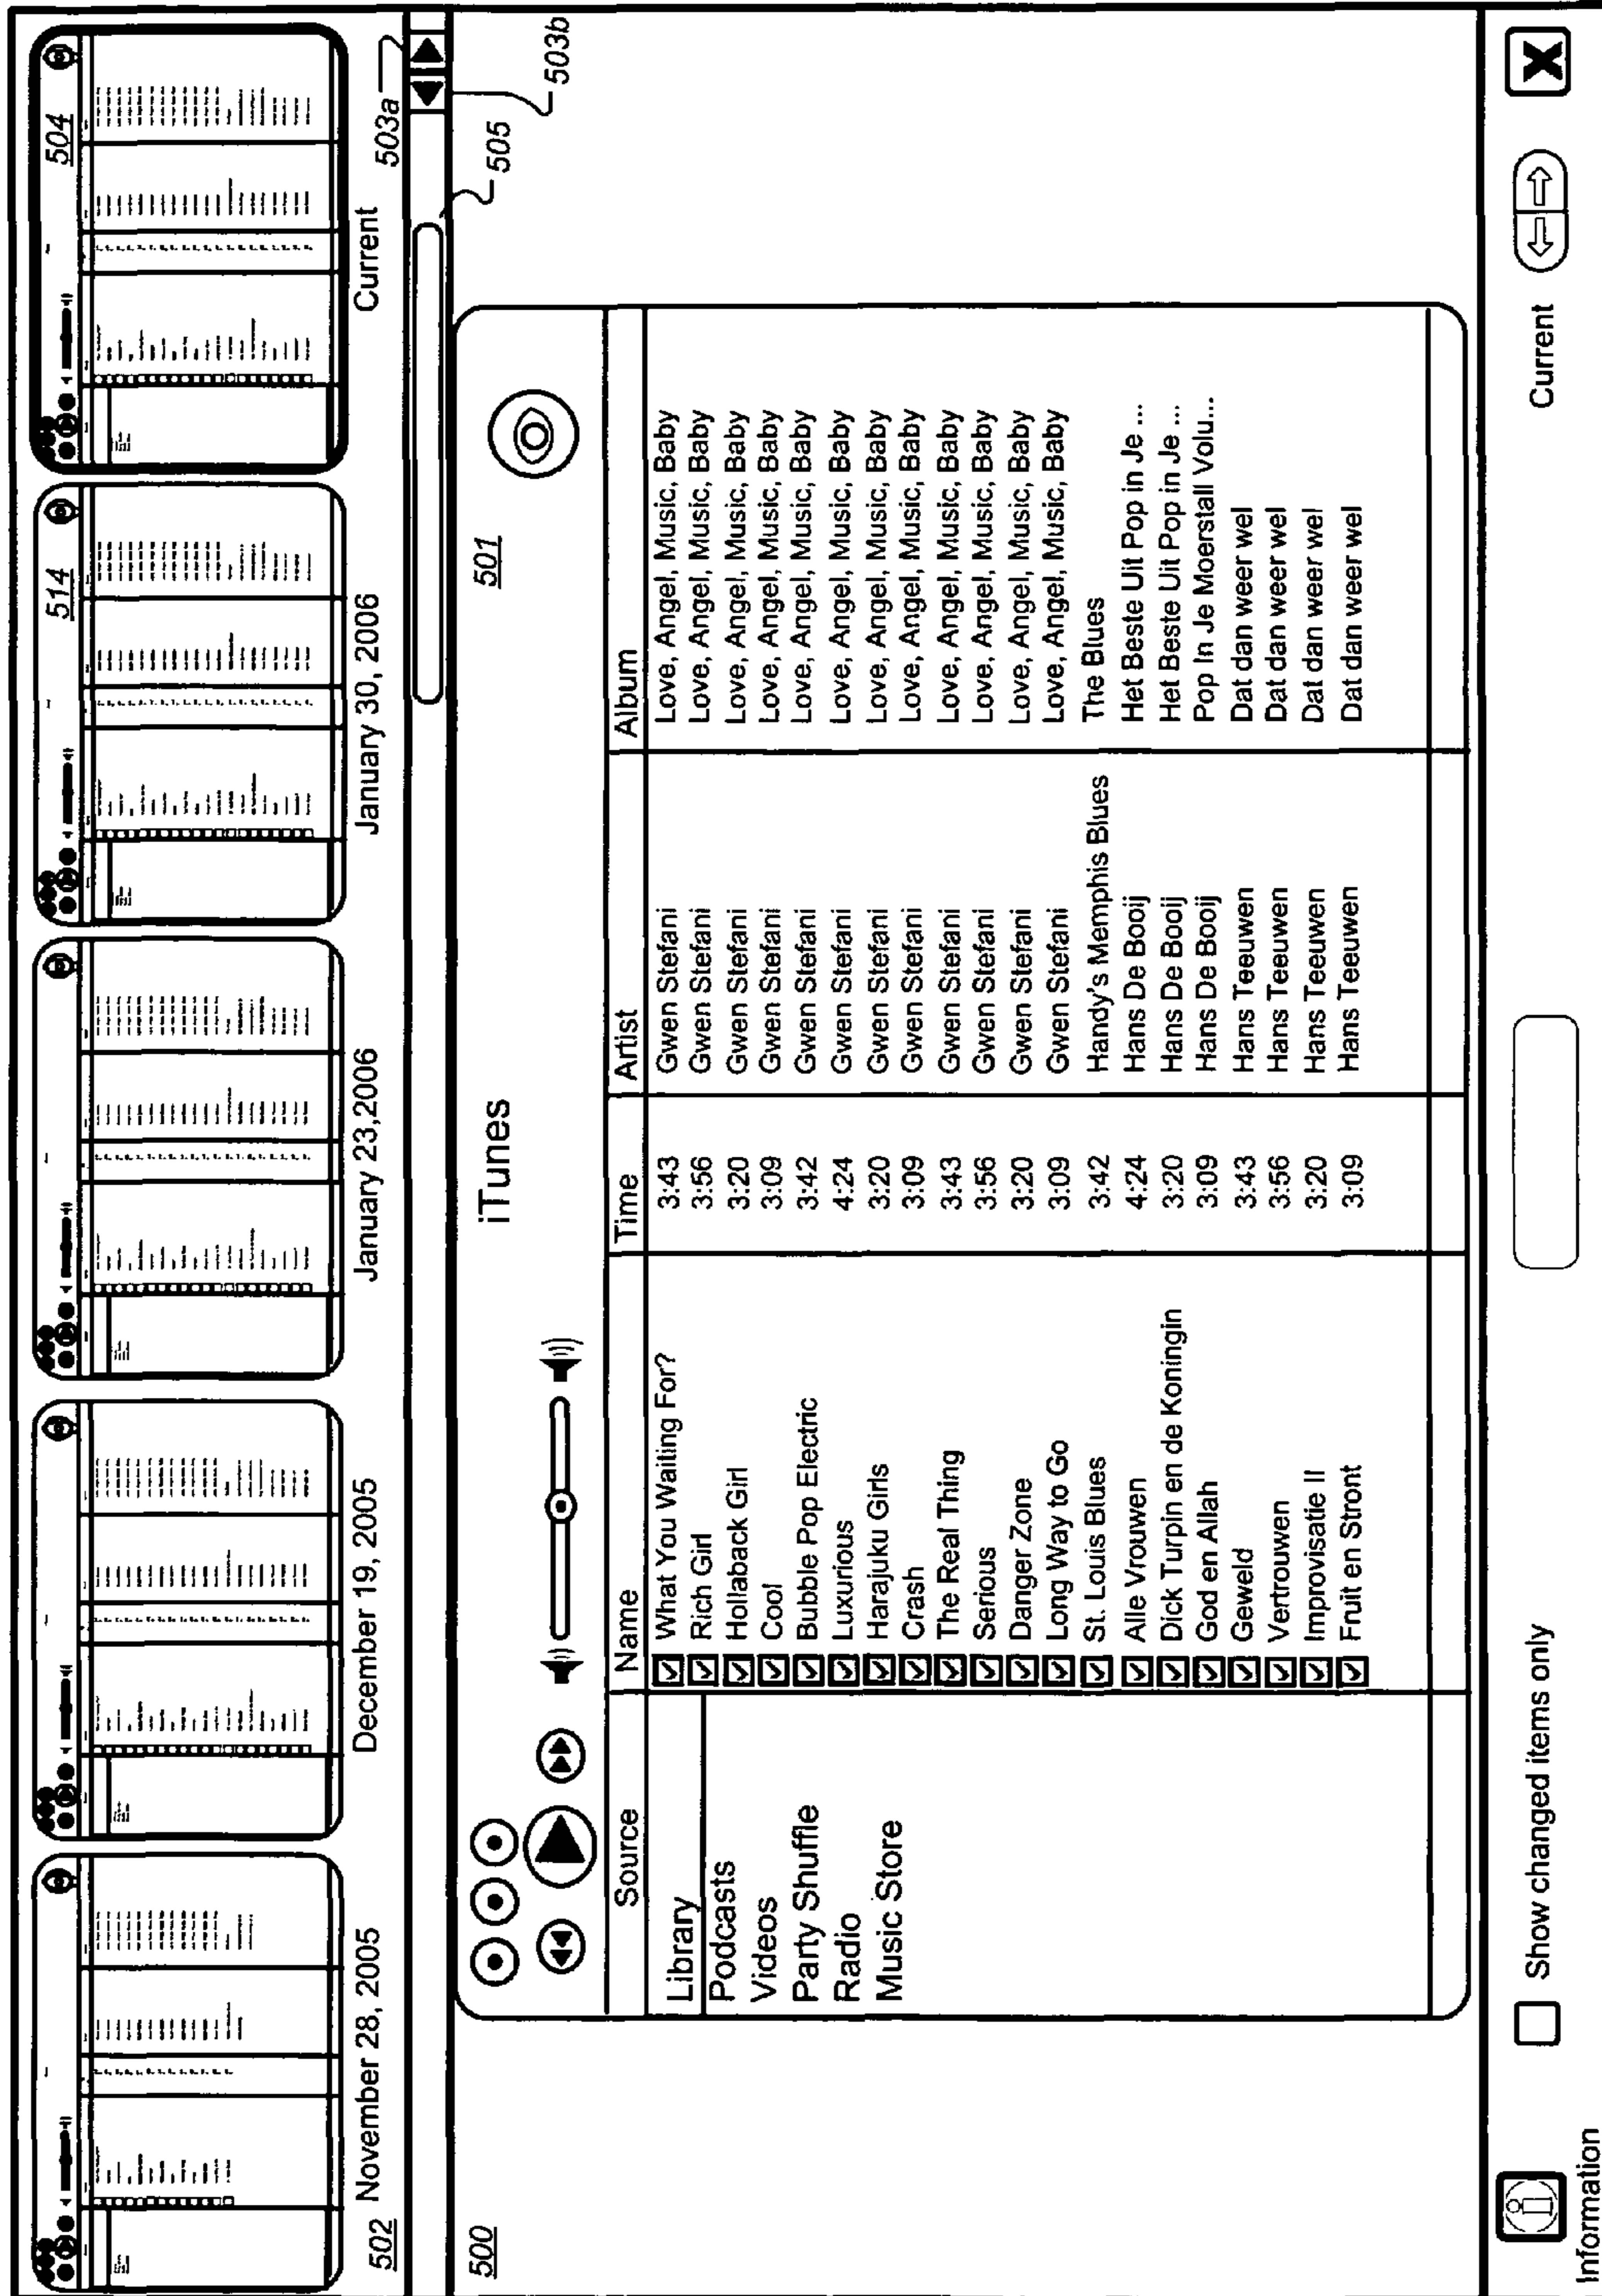 504
514
November 28, 2005
December 19, 2005
January 23,2006
January 30, 2006
Current
502
503a
503b
505
500
501
iTunes
Source Name Time Artist Album
Library
Podcasts
Videos
Party Shuffle
Radio
Music Store
What You Waiting For? 3:43 Gwen Stefani Love, Angel, Music, Baby
Rich Girl 3:56 Gwen Stefani Love, Angel, Music, Baby
Hollaback Girl 3:20 Gwen Stefani Love, Angel, Music, Baby
Cool 3:09 Gwen Stefani Love, Angel, Music, Baby
Bubble Pop Electric 3:42 Gwen Stefani Love, Angel, Music, Baby
Luxurious 4:24 Gwen Stefani Love, Angel, Music, Baby
Harajuku Girls 3:20 Gwen Stefani Love, Angel, Music, Baby
Crash 3:09 Gwen Stefani Love, Angel, Music, Baby
The Real Thing 3:43 Gwen Stefani Love, Angel, Music, Baby
Serious 3:56 Gwen Stefani Love, Angel, Music, Baby
Danger Zone 3:20 Gwen Stefani Love, Angel, Music, Baby
Long Way to Go 3:09 Gwen Stefani Love, Angel, Music, Baby
St. Louis Blues 3:42 Handy's Memphis Blues The Blues
Alle Vrouwen 4:24 Hans De Booij Het Beste Uit Pop in Je ...
Dick Turpin en de Koningin 3:20 Hans De Booij Het Beste Uit Pop in Je ...
God en Allah 3:09 Hans De Booij Pop In Je Moerstall Volu...
Geweld 3:43 Hans Teeuwen Dat dan weer wel
Vertrouwen 3:56 Hans Teeuwen Dat dan weer wel
Improvisatie II 3:20 Hans Teeuwen Dat dan weer wel
Fruit en Stront 3:09 Hans Teeuwen Dat dan weer wel
Information
Show changed items only
Current
X